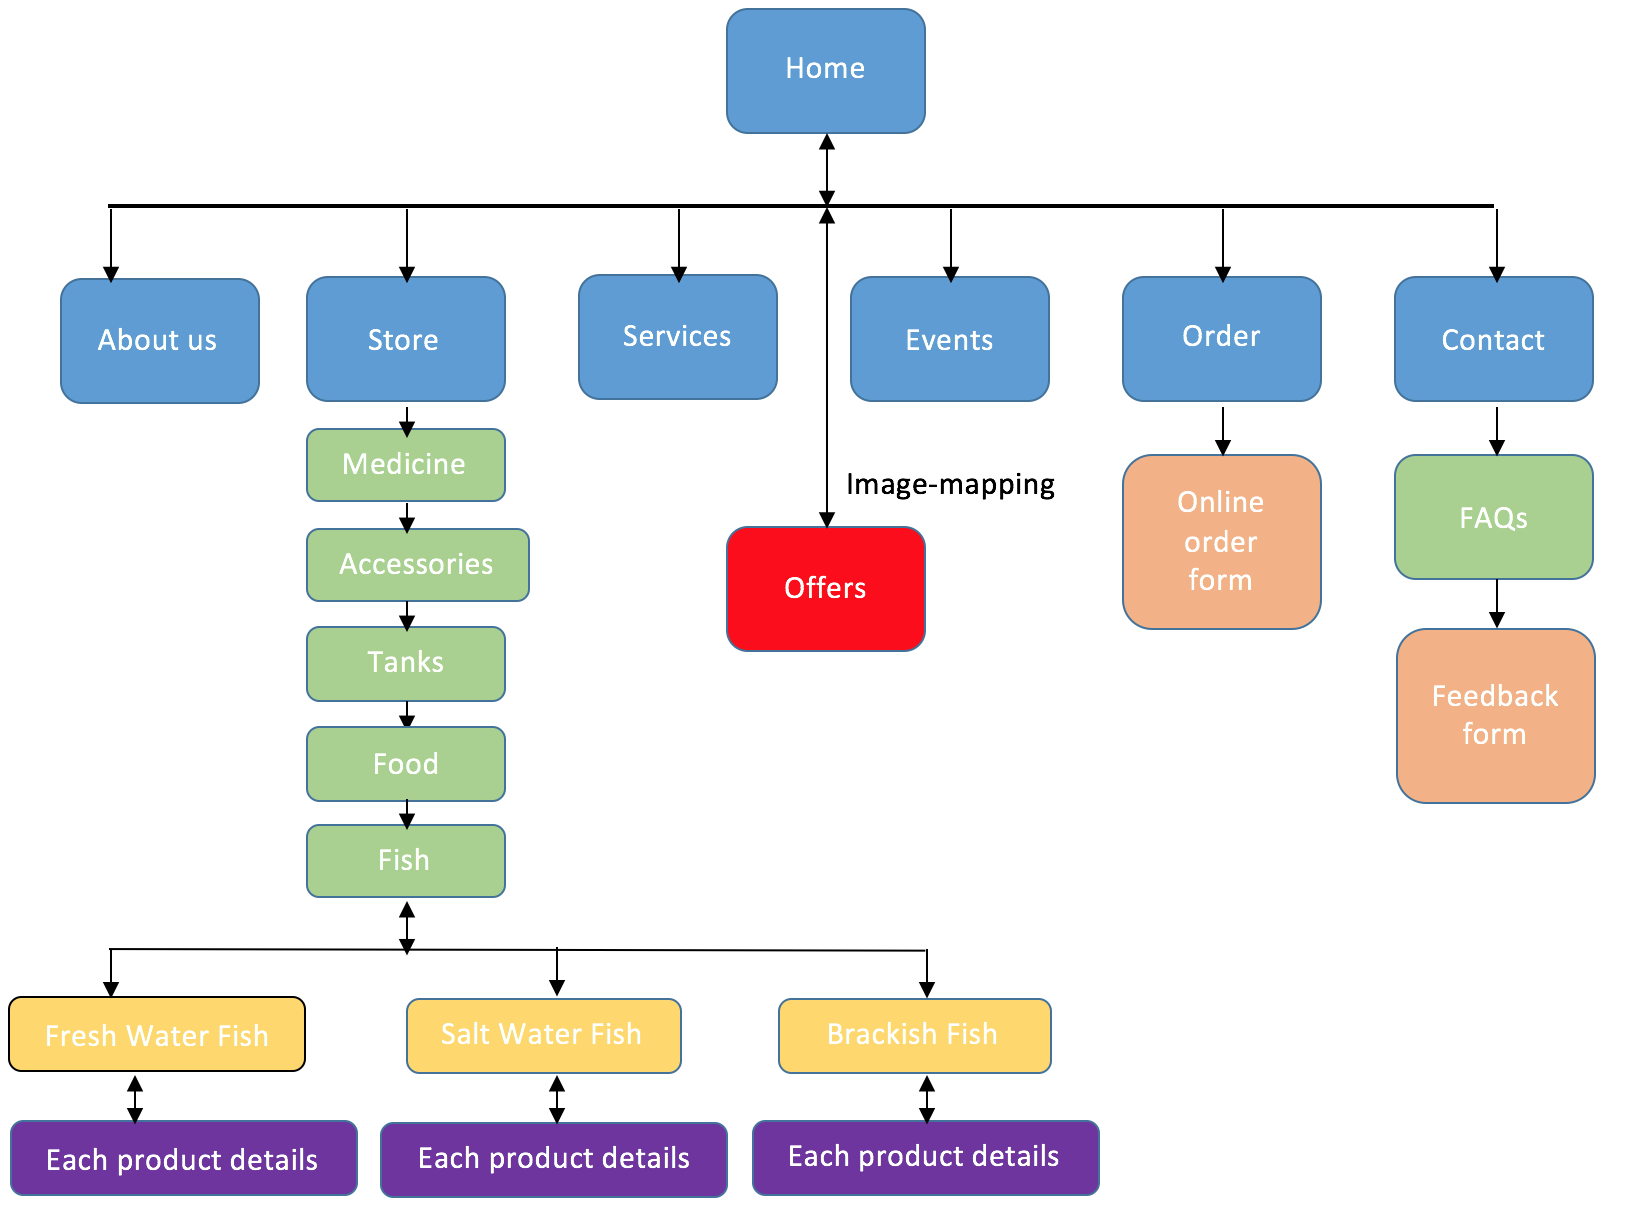 Home
About us
Store
Services
Events
Order
Contact
Medicine
Image-mapping
Online
order
form
FAQs
Accessories
Offers
Tanks
Feedback
form
Food
Fish
Fresh Water Fish
Salt Water Fish
Brackish Fish
Each product details
Each product details
Each product details